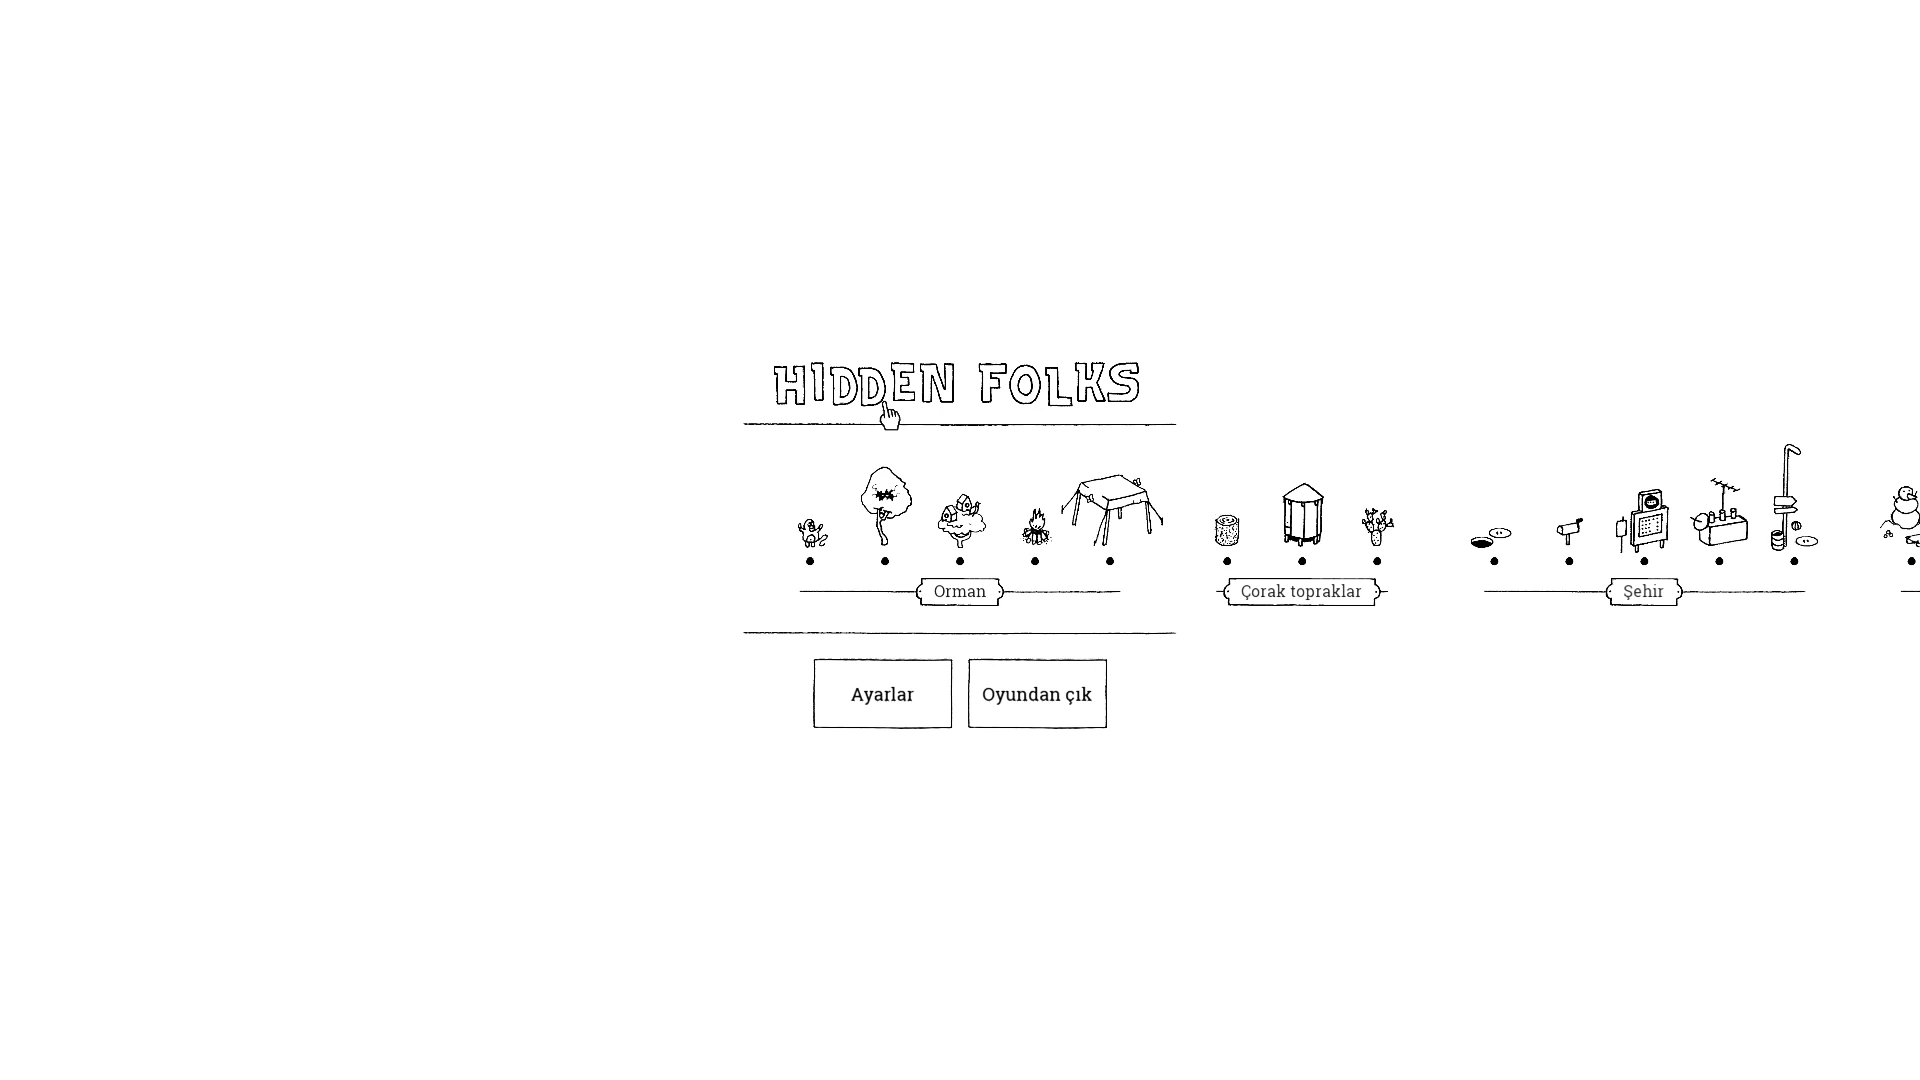 HIDDEN FOLKS
Orman
Çorak topraklar
Şehir
Ayarlar
Oyundan çık